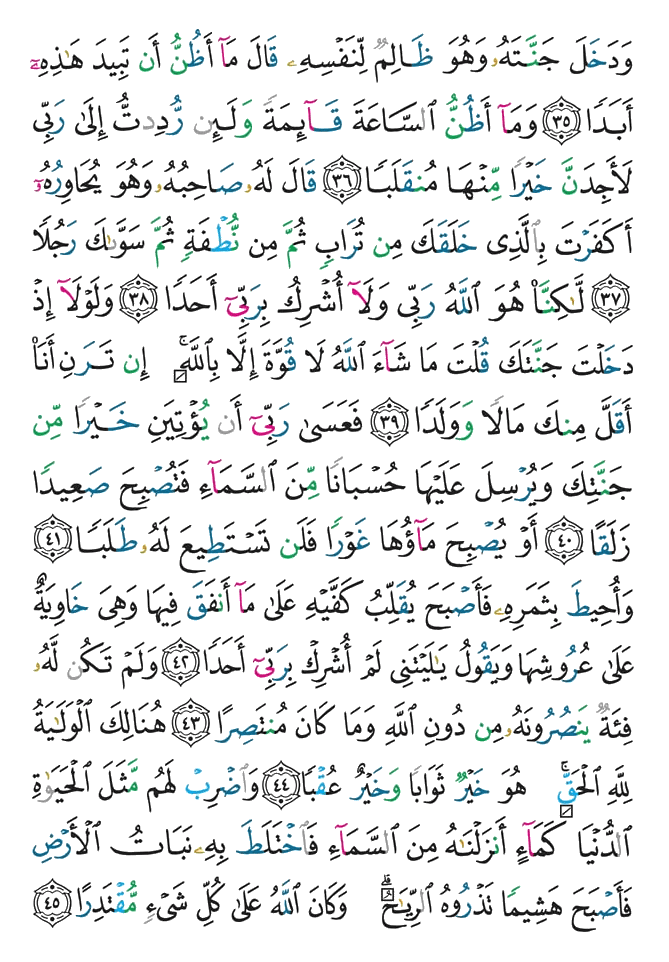 وَدَخَلَ جَنَّتَهُۥ وَهُوَ ظَالِمٌ لِّنَفْسِهِۦ قَالَ مَآ أَظُنُّ أَن تَبِيدَ هَـٰذِهِۦٓ
أَبَدًا ٣٥ وَمَآ أَظُنُّ ٱلسَّاعَةَ قَآئِمَةً وَلَئِن رُّدِدتُّ إِلَىٰ رَبِّى
لَأَجِدَنَّ خَيْرًا مِّنْهَا مُنقَلَبًا ٣٦ قَالَ لَهُۥ صَاحِبُهُۥ وَهُوَ يُحَاوِرُهُۥٓ
أَكَفَرْتَ بِٱلَّذِى خَلَقَكَ مِن تُرَابٍ ثُمَّ مِن نُّطْفَةٍ ثُمَّ سَوَّىٰكَ رَجُلًا
٣٧ لَّـٰكِنَّا۠ هُوَ ٱللَّهُ رَبِّى وَلَآ أُشْرِكُ بِرَبِّىٓ أَحَدًا ٣٨ وَلَوْلَآ إِذْ
دَخَلْتَ جَنَّتَكَ قُلْتَ مَا شَآءَ ٱللَّهُ لَا قُوَّةَ إِلَّا بِٱللَّهِ ۚ إِن تَرَنِ أَنَا۠
أَقَلَّ مِنكَ مَالًا وَوَلَدًا ٣٩ فَعَسَىٰ رَبِّىٓ أَن يُؤْتِيَنِ خَيْرًا مِّن
جَنَّتِكَ وَيُرْسِلَ عَلَيْهَا حُسْبَانًا مِّنَ ٱلسَّمَآءِ فَتُصْبِحَ صَعِيدًا
زَلَقًا ٤٠ أَوْ يُصْبِحَ مَآؤُهَا غَوْرًا فَلَن تَسْتَطِيعَ لَهُۥ طَلَبًا ٤١
وَأُحِيطَ بِثَمَرِهِۦ فَأَصْبَحَ يُقَلِّبُ كَفَّيْهِ عَلَىٰ مَآ أَنفَقَ فِيهَا وَهِىَ خَاوِيَةٌ
عَلَىٰ عُرُوشِهَا وَيَقُولُ يَـٰلَيْتَنِى لَمْ أُشْرِكْ بِرَبِّىٓ أَحَدًا ٤٢ وَلَمْ تَكُن لَّهُۥ
فِئَةٌ يَنصُرُونَهُۥ مِن دُونِ ٱللَّهِ وَمَا كَانَ مُنتَصِرًا ٤٣ هُنَالِكَ ٱلْوَلَـٰيَةُ
لِلَّهِ ٱلْحَقِّ ۚ هُوَ خَيْرٌ ثَوَابًا وَخَيْرٌ عُقْبًا ٤٤ وَٱضْرِبْ لَهُم مَّثَلَ ٱلْحَيَوٰةِ
ٱلدُّنْيَا كَمَآءٍ أَنزَلْنَـٰهُ مِنَ ٱلسَّمَآءِ فَٱخْتَلَطَ بِهِۦ نَبَاتُ ٱلْأَرْضِ
فَأَصْبَحَ هَشِيمًا تَذْرُوهُ ٱلرِّيَـٰحُ ۗ وَكَانَ ٱللَّهُ عَلَىٰ كُلِّ شَىْءٍ مُّقْتَدِرًا ٤٥